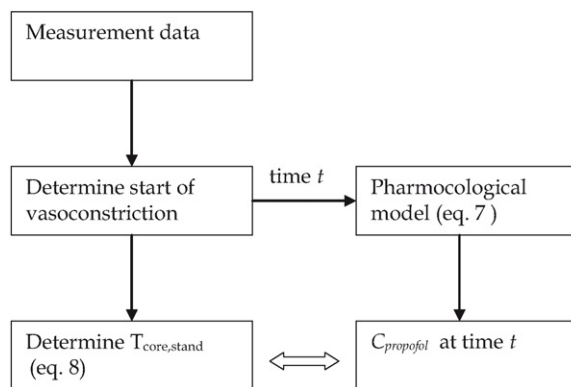 Measurement data
Determine start of
vasoconstriction
time t
Pharmocological
model (eq. 7 )
Determine Tcore,stand
(eq. 8)
Cpropofol at time t